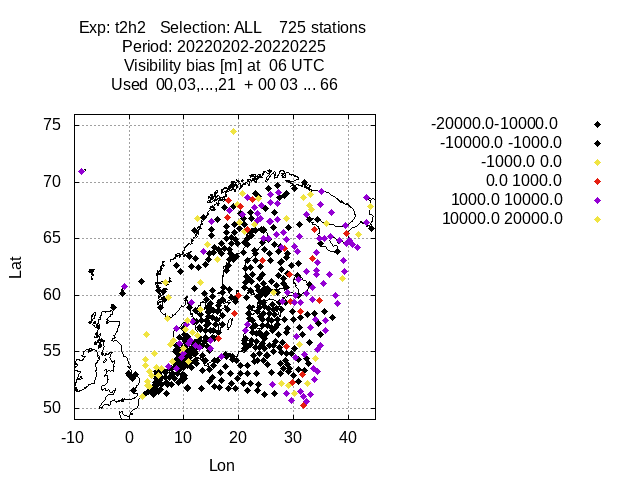 Exp: t2h2   Selection: ALL    725 stations
Period: 20220202-20220225
Visibility bias [m] at  06 UTC
Used  00,03,...,21  + 00 03 ... 66
-20000.0-10000.0
-10000.0 -1000.0
-1000.0 0.0
0.0 1000.0
1000.0 10000.0
10000.0 20000.0
75
70
65
60
55
50
Lat
-10 0 10 20 30 40
Lon